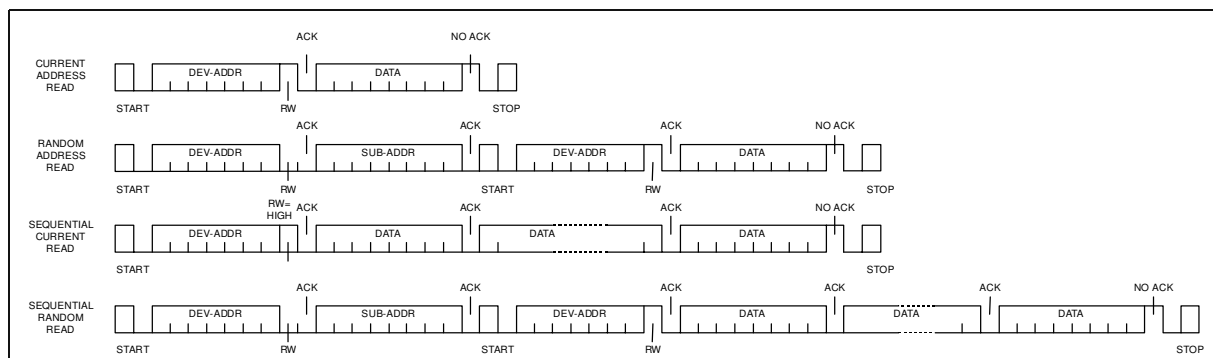 ACK NO ACK
CURRENT
ADDRESS
READ
DEV-ADDR DATA
START RW STOP
ACK ACK ACK NO ACK
RANDOM
ADDRESS
READ
DEV-ADDR SUB-ADDR DEV-ADDR DATA
START RW START RW STOP
RW=
HIGH
ACK ACK ACK NO ACK
SEQUENTIAL
CURRENT
READ
DEV-ADDR DATA DATA DATA
START STOP
ACK ACK ACK ACK ACK NO ACK
SEQUENTIAL
RANDOM
READ
DEV-ADDR SUB-ADDR DEV-ADDR DATA DATA DATA
START RW START RW STOP